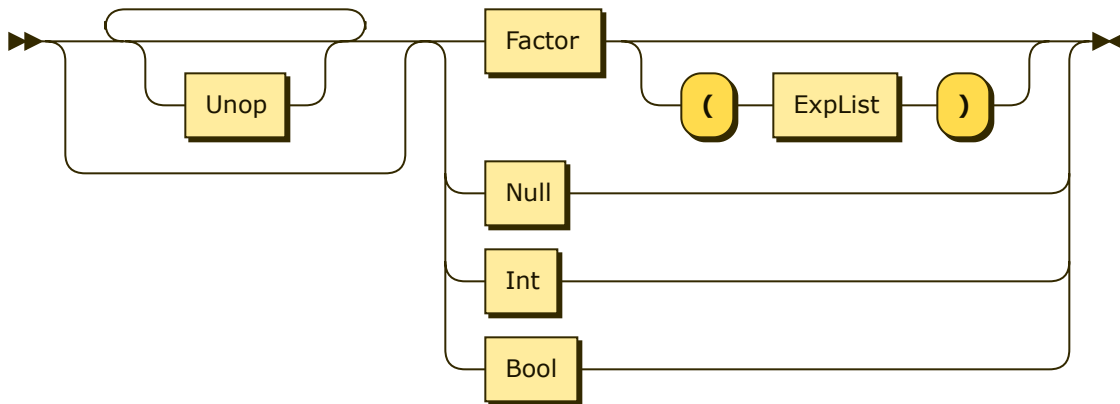 Factor
Unop
( ExpList )
Null
Int
Bool